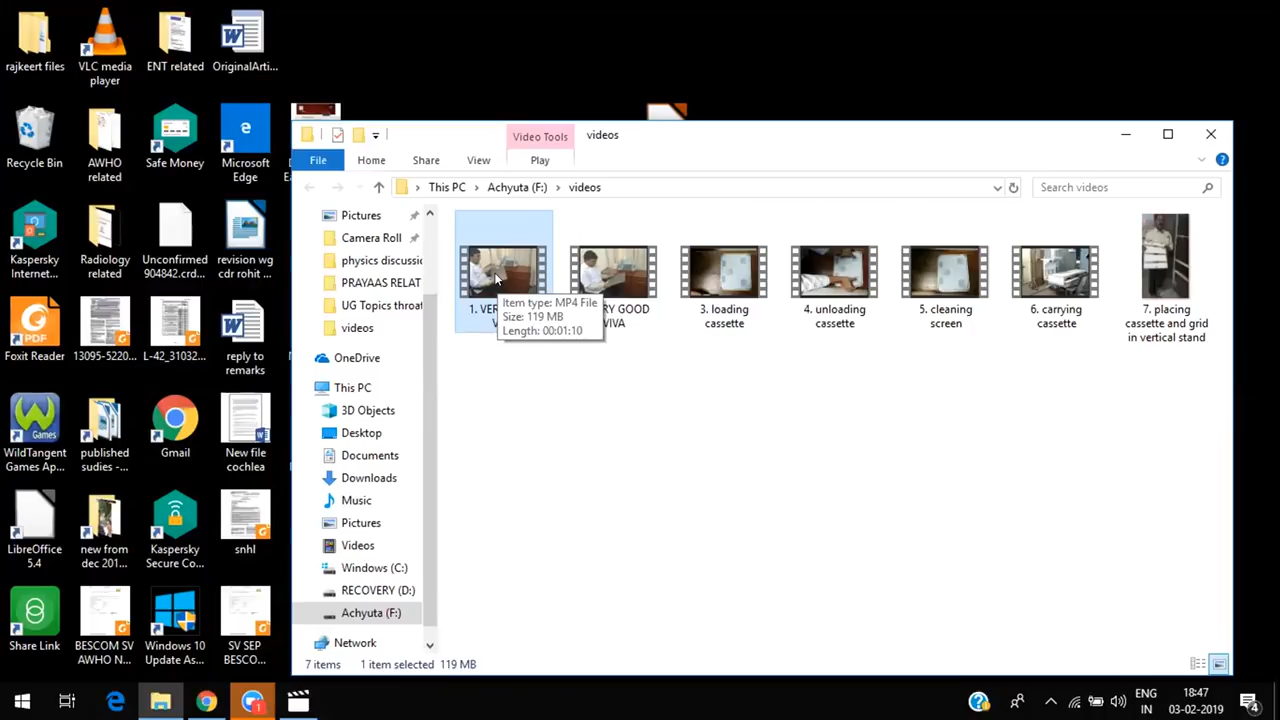 rajkeert files
VLC media
player
ENT related
OriginalArti...
Recycle Bin
AWHO
related
Safe Money
Microsoft
Edge
Kaspersky
Internet...
Radiology
related
Unconfirmed
904842.crd...
revision wg
cdr rohit ...
Foxit Reader
13095-5220...
L-42_31032...
reply to
remarks
WildTangent
Games Ap...
published
sudies -...
Gmail
New file
cochlea
LibreOffice
5.4
new from
dec 201...
Kaspersky
Secure Co...
snhl
Share Link
BESCOM SV
AWHO N...
Windows 10
Update As...
SV SEP
BESCO...
Video Tools
videos
File
Home
Share
View
Play
This PC > Achyuta (F:) > videos
Search videos
Pictures
Camera Roll
physics discussio
PRAYAAS RELAT
UG Topics throat
videos
OneDrive
This PC
3D Objects
Desktop
Documents
Downloads
Music
Pictures
Videos
Windows (C:)
RECOVERY (D:)
Achyuta (F:)
Network
1. VER
V
RY GOOD
VIVA
3. loading
cassette
4. unloading
cassette
5. cleaning
screen
6. carrying
cassette
7. placing
cassette and grid
in vertical stand
Item type: MP4 File
Size: 119 MB
Length: 00:01:10
7 items
1 item selected 119 MB
ENG
IN
18:47
03-02-2019
4